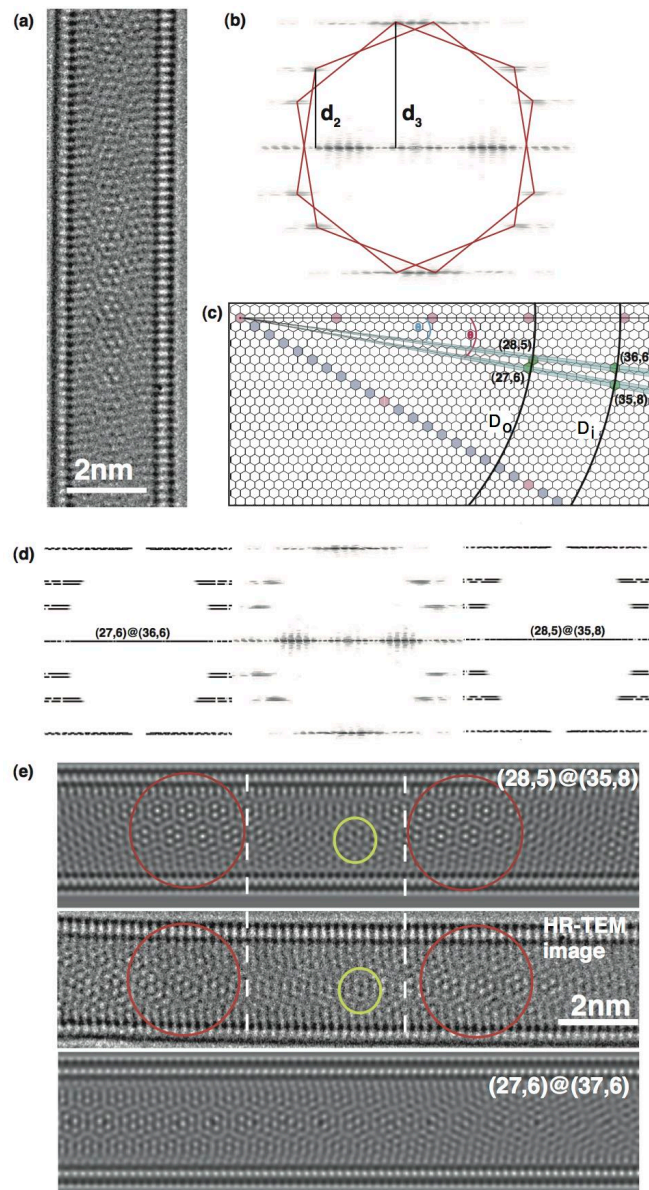 (a)
2nm
(b)
d2
d3
(c)
θ
θ
(28,5)
(27,6)
(36,6)
(35,8)
Do
Di
(d)
(27,6)@(36,6)
(28,5)@(35,8)
(e)
(28,5)@(35,8)
HR-TEM
image
2nm
(27,6)@(37,6)